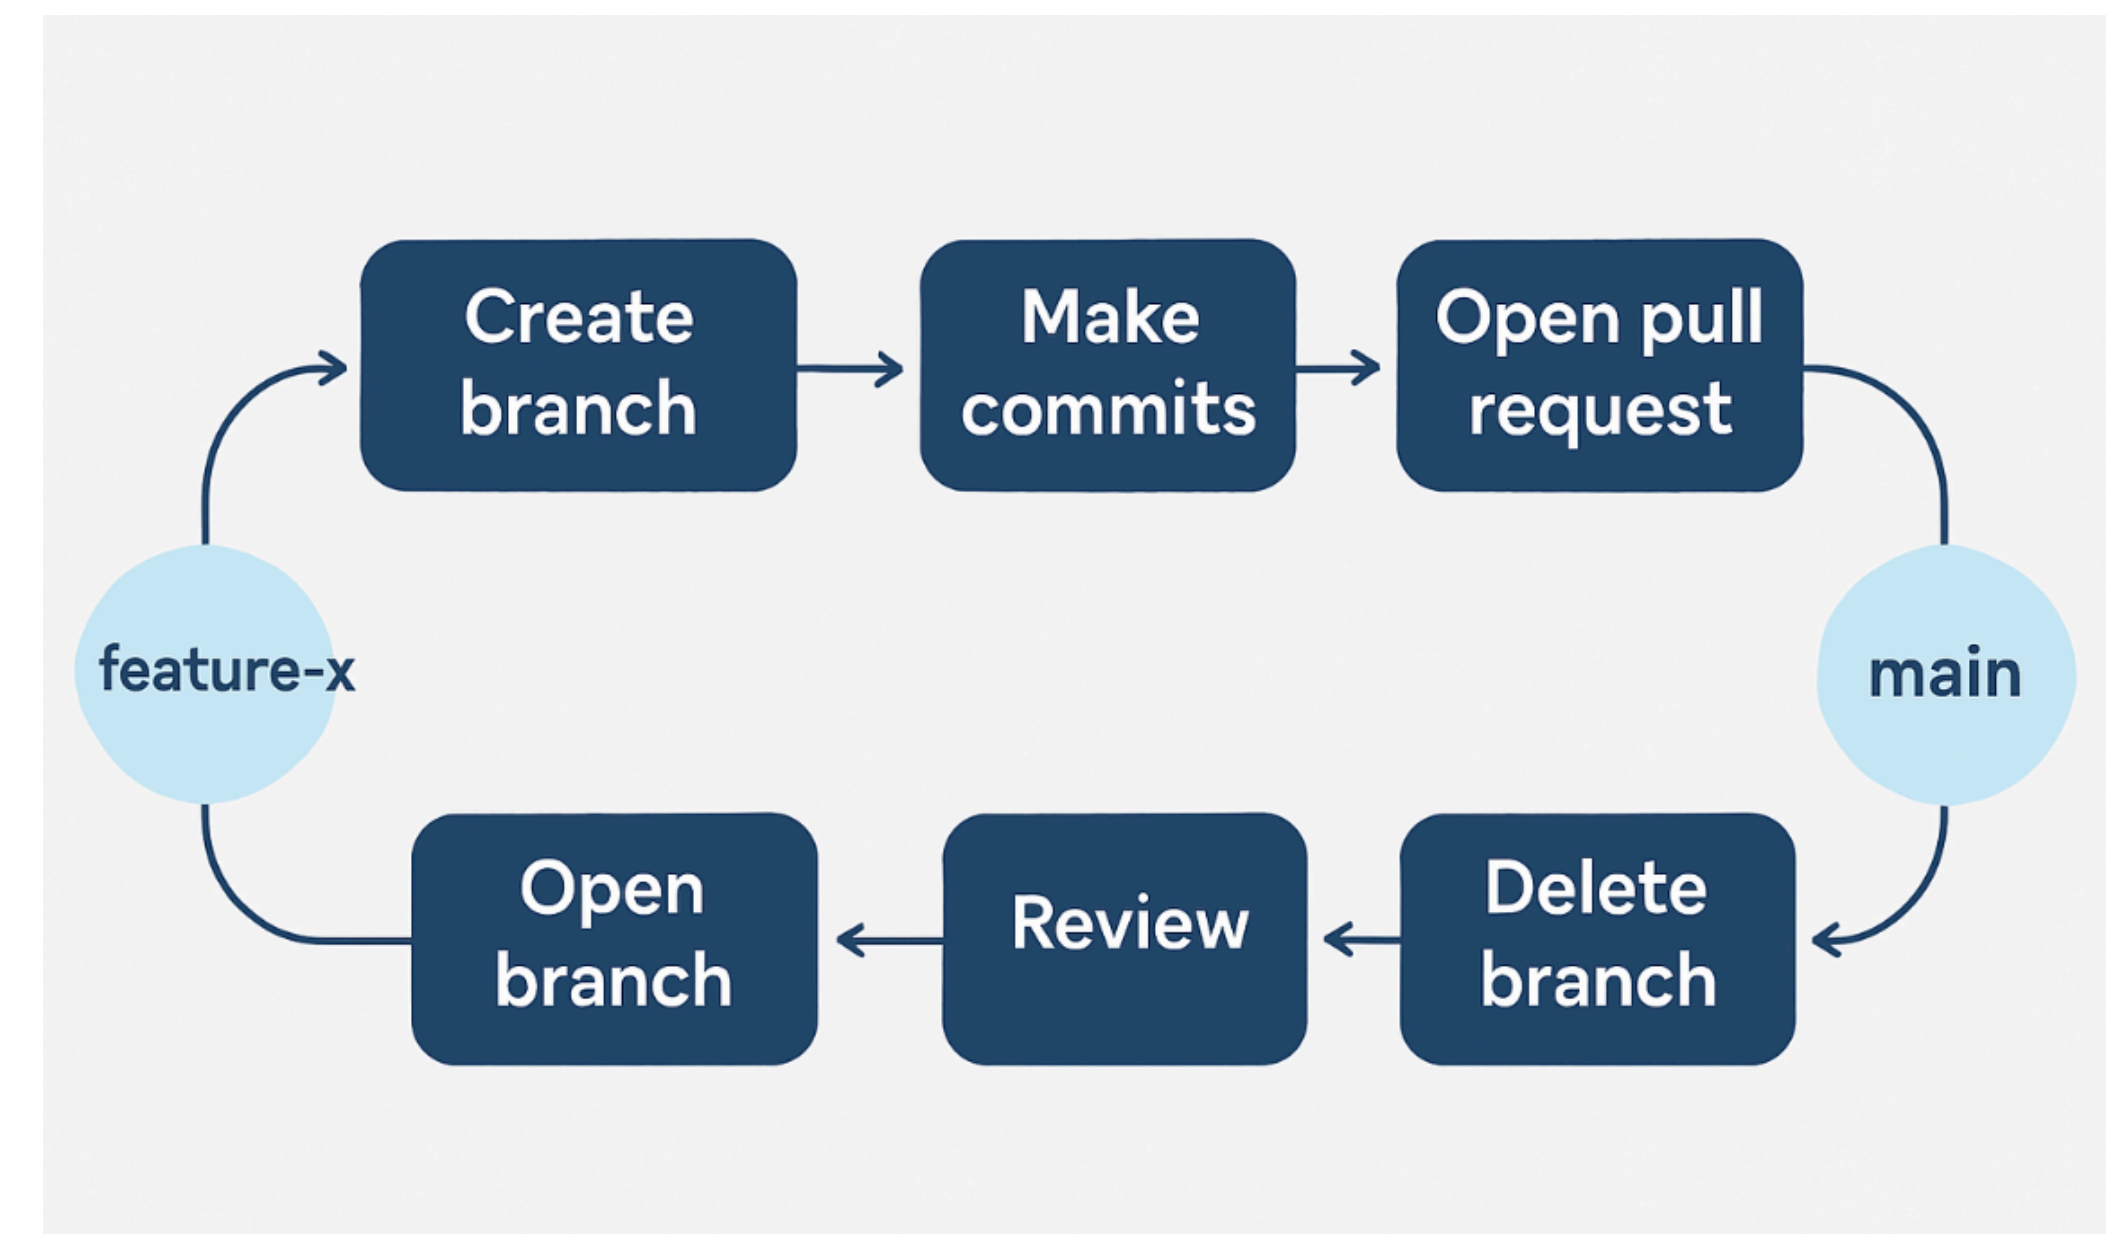 Create
branch
Make
commits
Open pull
request
feature-x
main
Open
branch
Review
Delete
branch